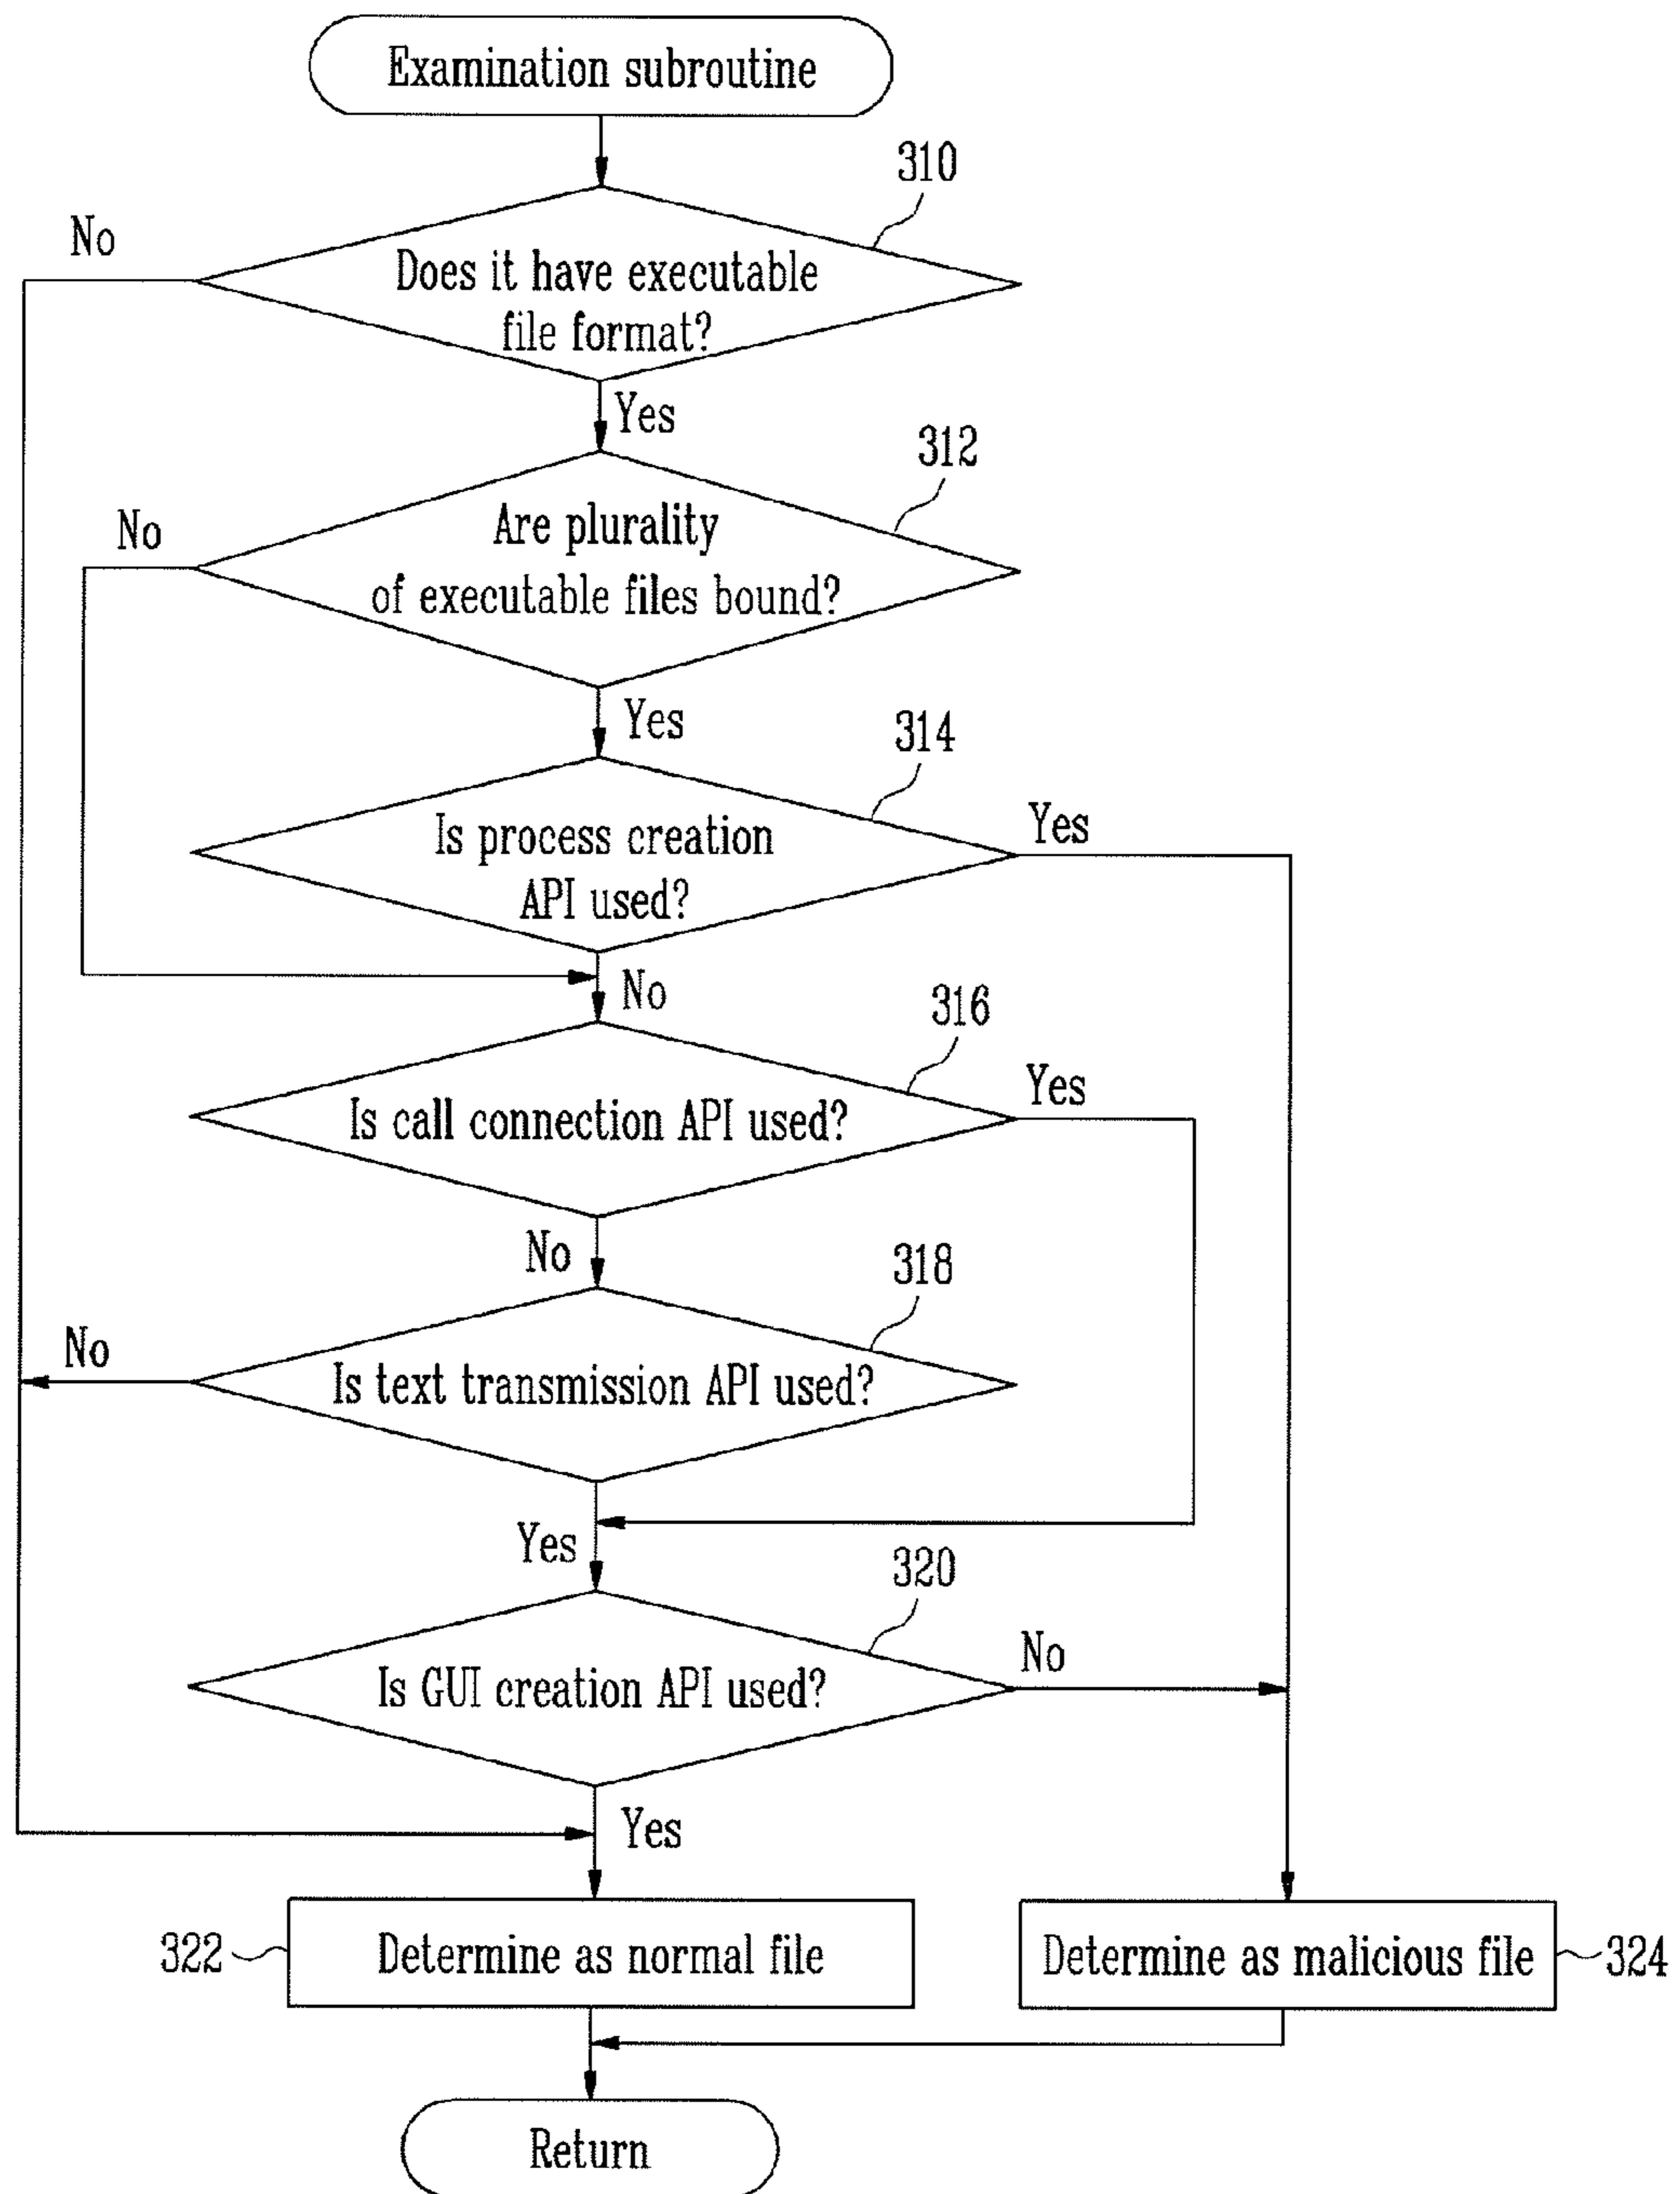 Examination subroutine
310
No
Does it have executable
file format?
Yes
312
No
Are plurality
of executable files bound?
Yes
314
Yes
Is process creation
API used?
No
316
Yes
Is call connection API used?
No
318
No
Is text transmission API used?
Yes
320
No
Is GUI creation API used?
Yes
322
Determine as normal file
Determine as malicious file
324
Return